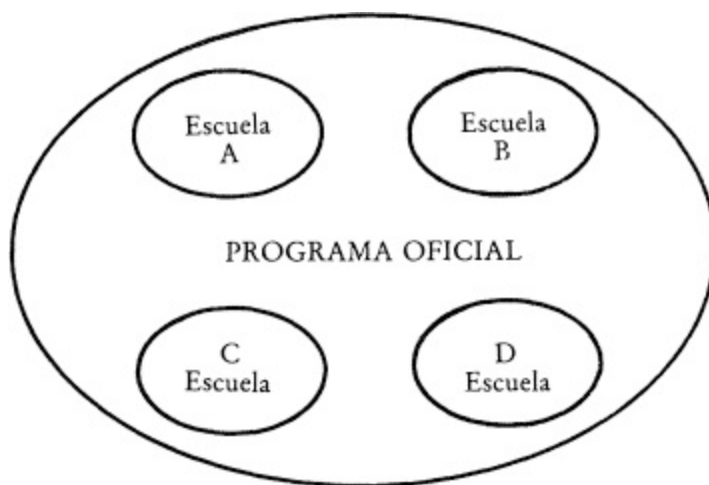 Escuela
A
Escuela
B
PROGRAMA OFICIAL
C
Escuela
D
Escuela